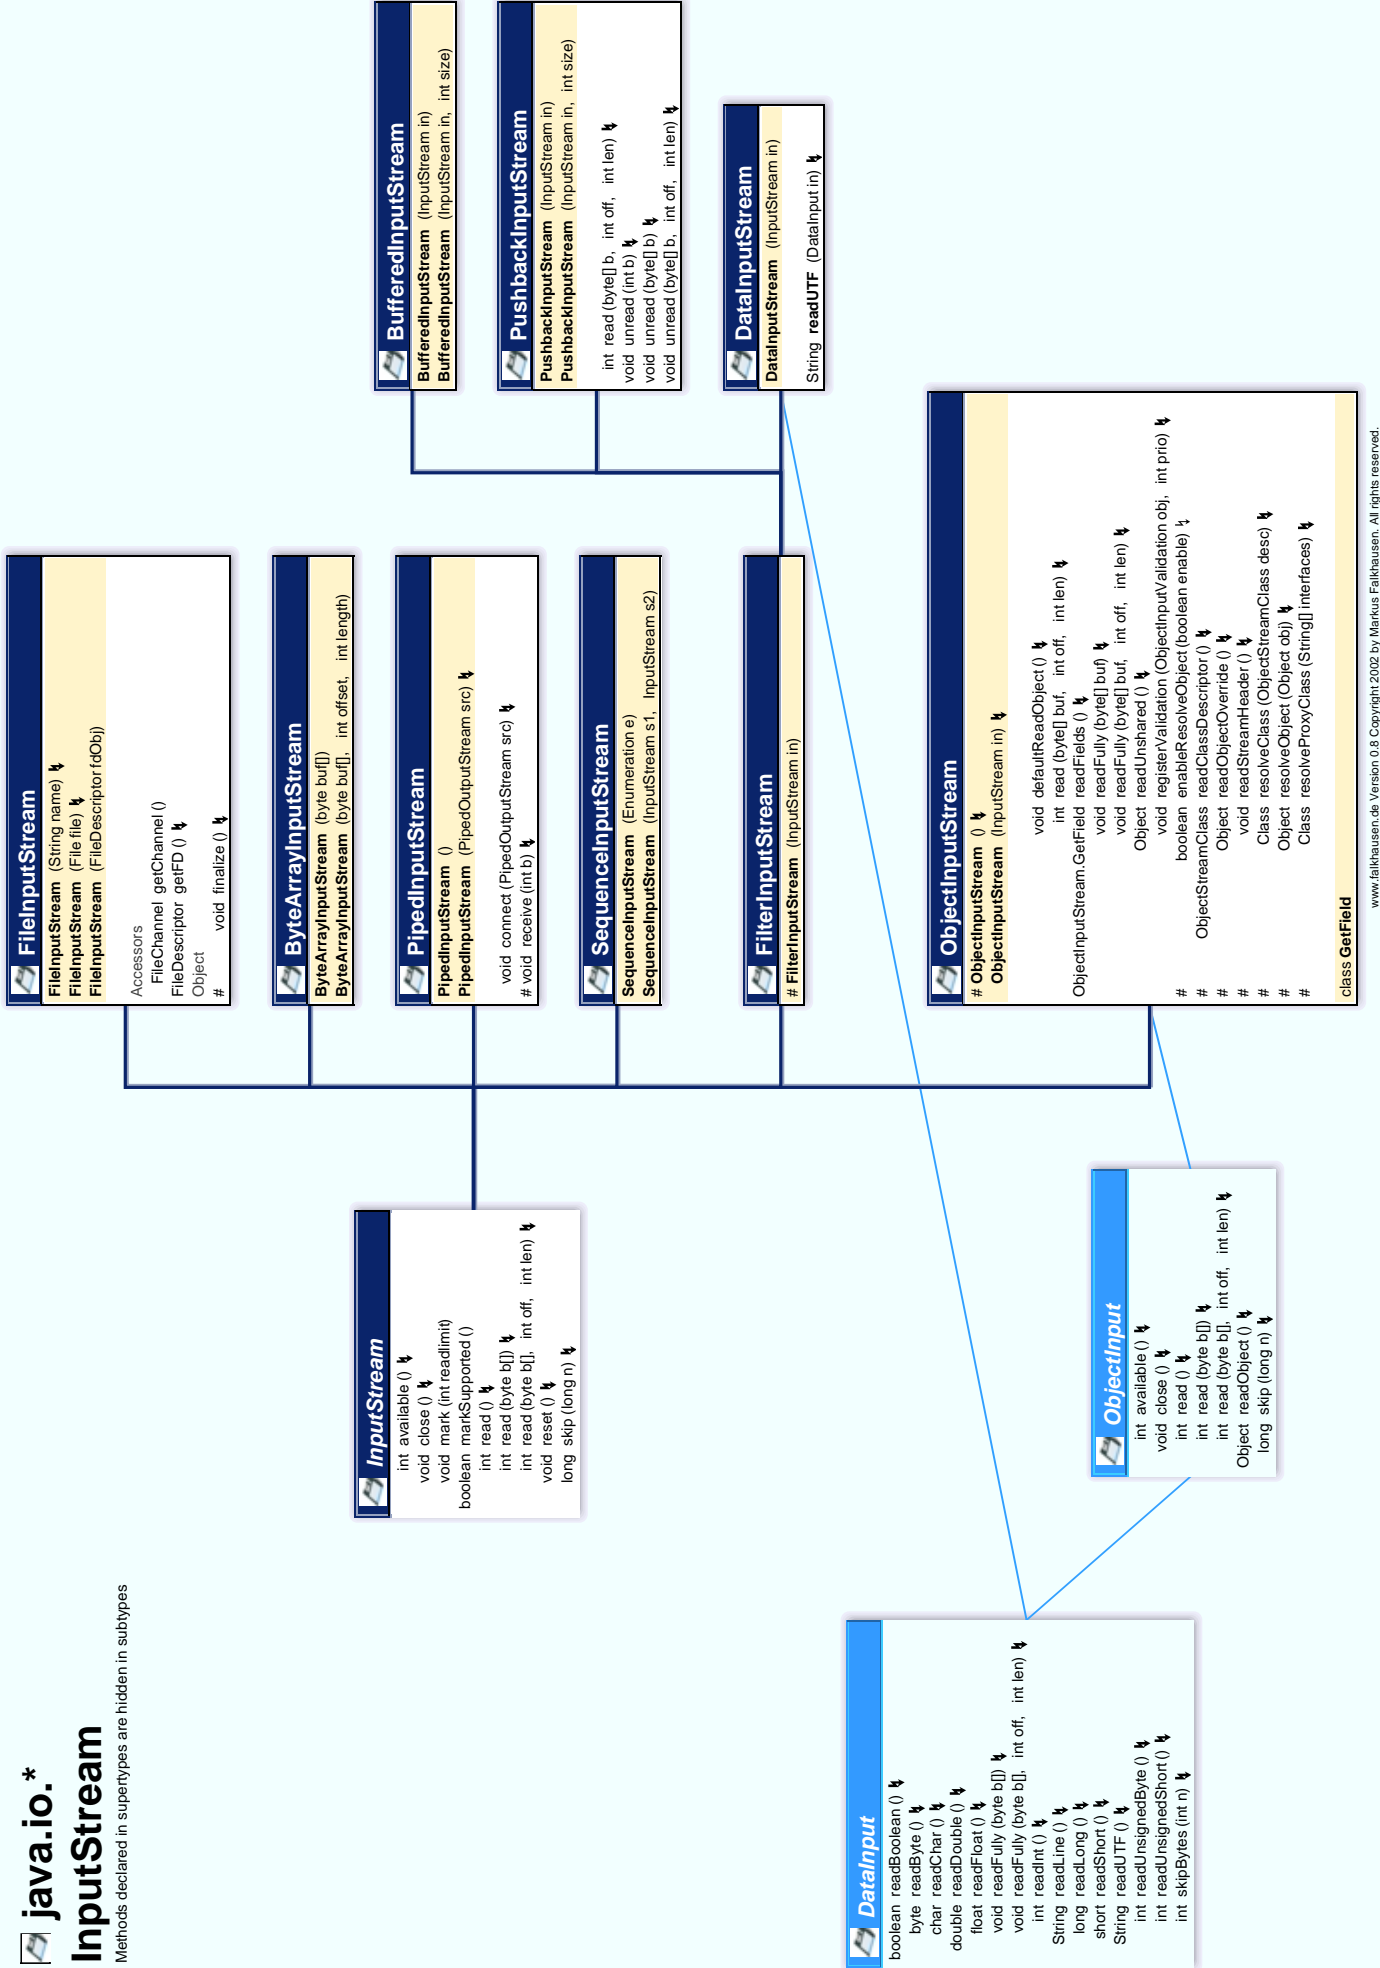 java.io.*
InputStream
Methods declared in supertypes are hidden in subtypes
InputStream
int available ()
void close ()
void mark (int readlimit)
boolean markSupported ()
int read ()
int read (byte b[])
int read (byte b[], int off, int len)
void reset ()
long skip (long n)
DataInput
boolean readBoolean ()
byte readByte ()
char readChar ()
double readDouble ()
float readFloat ()
void readFully (byte b[])
void readFully (byte b[], int off, int len)
int readInt ()
String readLine ()
long readLong ()
short readShort ()
String readUTF ()
int readUnsignedByte ()
int readUnsignedShort ()
int skipBytes (int n)
ObjectInput
int available ()
void close ()
int read ()
int read (byte b[])
int read (byte b[], int off, int len)
Object readObject ()
long skip (long n)
FileInputStream
FileInputStream (String name)
FileInputStream (File file)
FileInputStream (FileDescriptor fdObj)
Accessors
FileChannel getChannel ()
FileDescriptor getFD ()
Object
# void finalize ()
ByteArrayInputStream
ByteArrayInputStream (byte buf[])
ByteArrayInputStream (byte buf[], int offset, int length)
PipedInputStream
PipedInputStream ()
PipedInputStream (PipedOutputStream src)
void connect (PipedOutputStream src)
# void receive (int b)
SequenceInputStream
SequenceInputStream (Enumeration e)
SequenceInputStream (InputStream s1, InputStream s2)
FilterInputStream
# FilterInputStream (InputStream in)
ObjectInputStream
# ObjectInputStream ()
ObjectInputStream (InputStream in)
void defaultReadObject ()
int read (byte[] buf, int off, int len)
ObjectInputStream.GetField readFields ()
void readFully (byte[] buf)
void readFully (byte[] buf, int off, int len)
Object readUnshared ()
void registerValidation (ObjectInputValidation obj, int prio)
# boolean enableResolveObject (boolean enable)
# ObjectStreamClass readClassDescriptor ()
# Object readObjectOverride ()
# void readStreamHeader ()
# Class resolveClass (ObjectStreamClass desc)
# Object resolveObject (Object obj)
# Class resolveProxyClass (String[] interfaces)
class GetField
BufferedInputStream
BufferedInputStream (InputStream in)
BufferedInputStream (InputStream in, int size)
PushbackInputStream
PushbackInputStream (InputStream in)
PushbackInputStream (InputStream in, int size)
int read (byte[] b, int off, int len)
void unread (int b)
void unread (byte[] b)
void unread (byte[] b, int off, int len)
DataInputStream
DataInputStream (InputStream in)
String readUTF (DataInput in)
www.falkhausen.de Version 0.8 Copyright 2002 by Markus Falkhausen. All rights reserved.